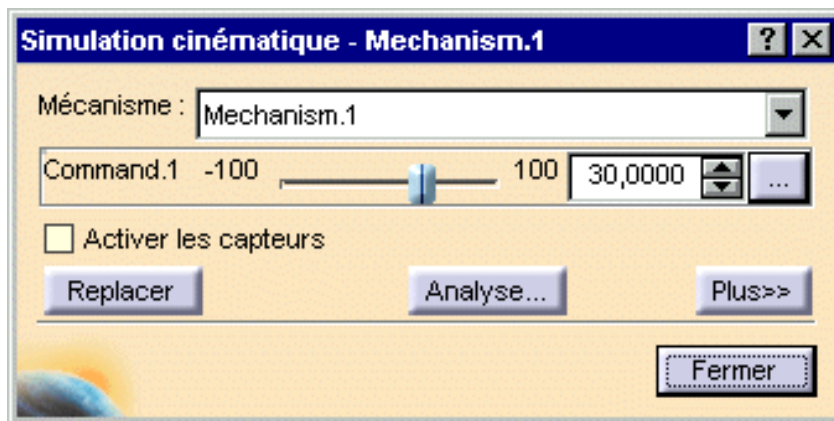 Simulation cinématique - Mechanism.1 ? X
Mécanisme : Mechanism.1
Command.1 -100 100 30,0000 ...
Activer les capteurs
Replacer Analyse... Plus>>
Fermer